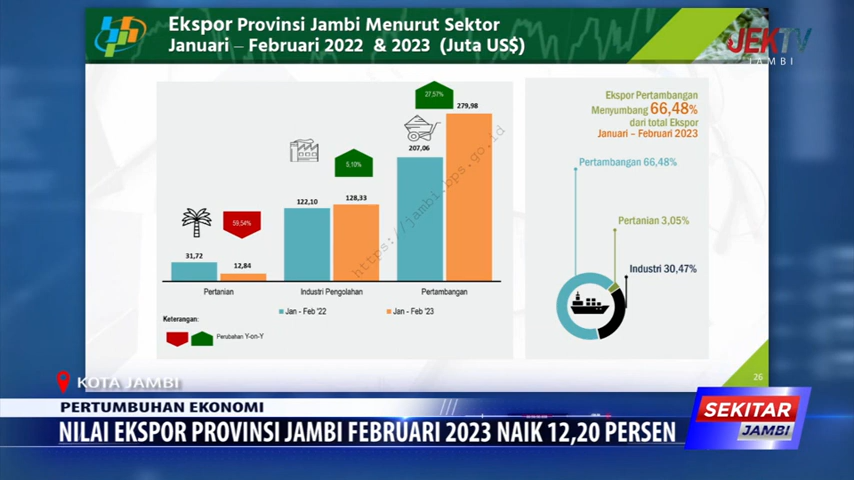 Ekspor Provinsi Jambi Menurut Sektor
Januari – Februari 2022 & 2023 (Juta US$)
JEKTV
JAMBI
27,57%
279,98
207,06
5,10%
122,10
128,33
59,54%
31,72
12,84
Pertanian
Industri Pengolahan
Pertambangan
Jan - Feb '22
Jan - Feb '23
Keterangan:
Perubahan Y-on-Y
https://jambi.bps.go.id
Ekspor Pertambangan
Menyumbang 66,48%
dari total Ekspor
Januari – Februari 2023
Pertambangan 66,48%
Pertanian 3,05%
Industri 30,47%
26
KOTA JAMBI
PERTUMBUHAN EKONOMI
NILAI EKSPOR PROVINSI JAMBI FEBRUARI 2023 NAIK 12,20 PERSEN
SEKITAR
JAMBI